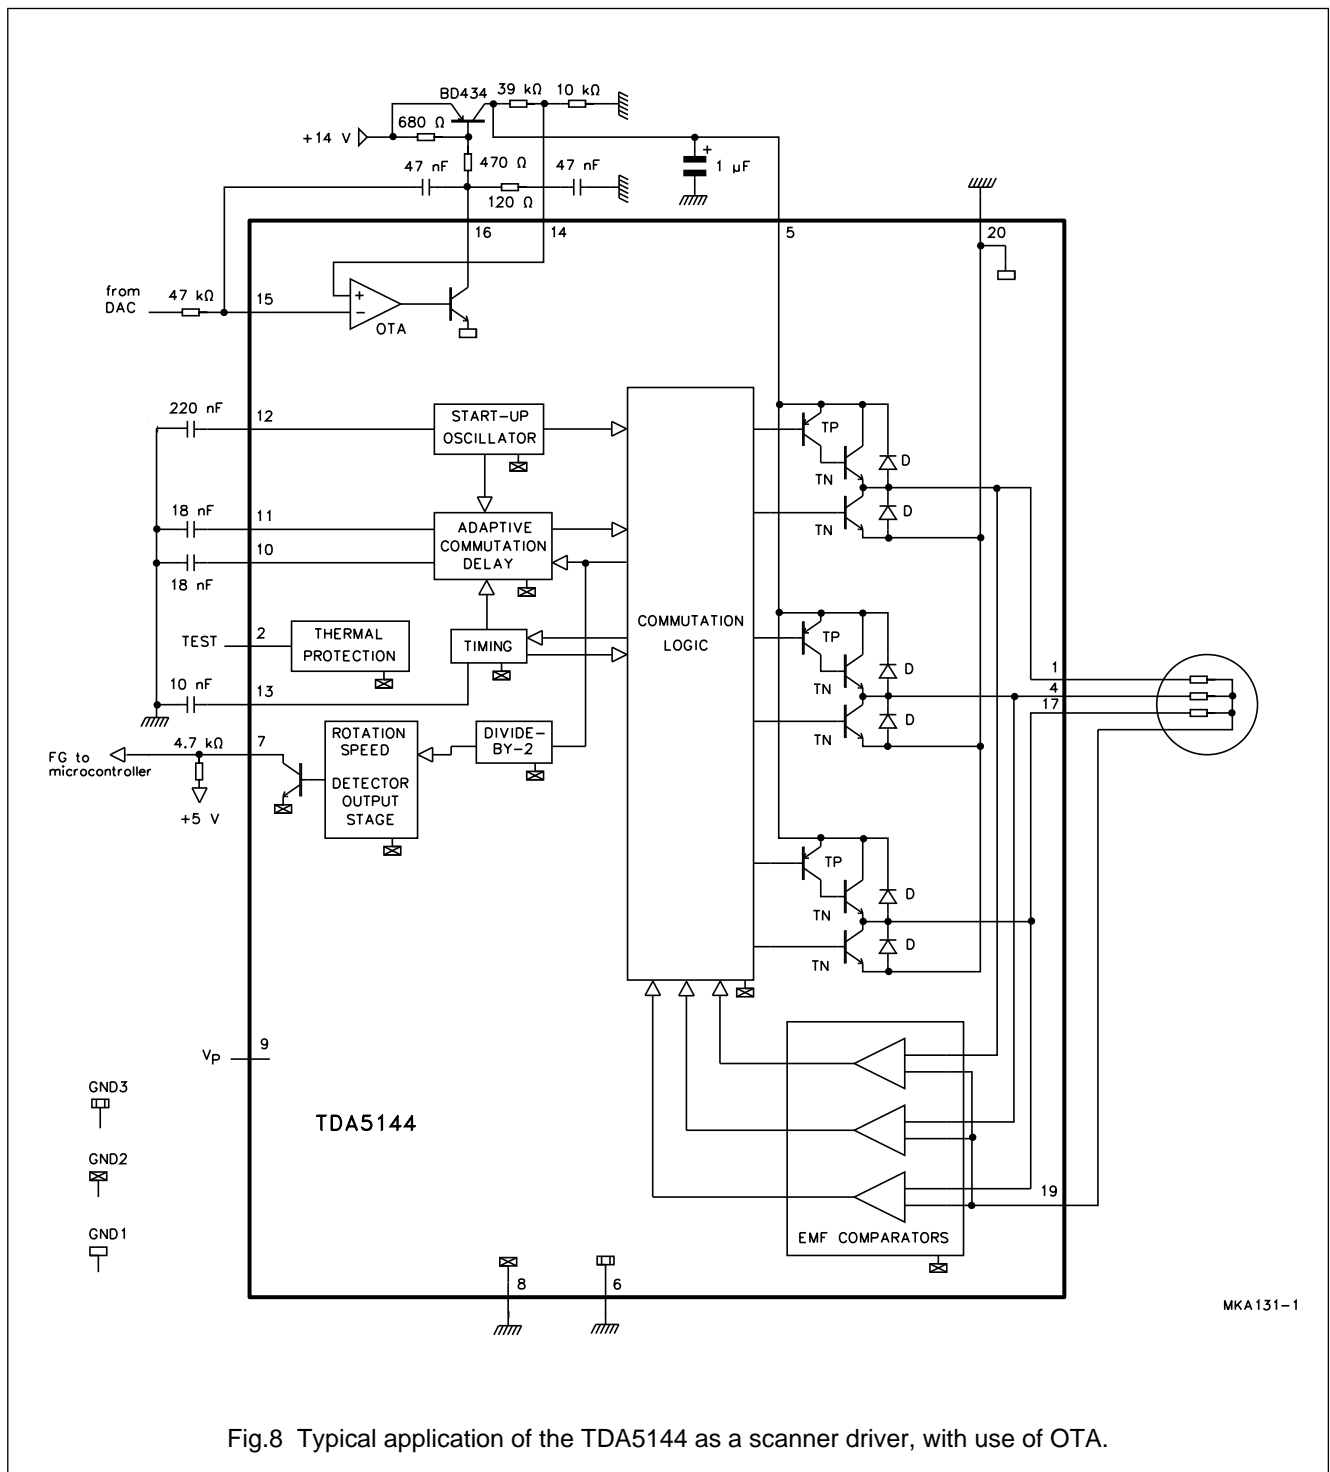 BD434
39 kΩ
10 kΩ
+14 V
680 Ω
47 nF
470 Ω
47 nF
120 Ω
+
1 μF
16
14
5
20
from
DAC
47 kΩ
15
+
−
OTA
220 nF
12
START-UP
OSCILLATOR
18 nF
11
10
18 nF
ADAPTIVE
COMMUTATION
DELAY
COMMUTATION
LOGIC
TP
TN
TN
D
D
TEST
2
THERMAL
PROTECTION
TIMING
TP
TN
TN
D
D
1
4
17
10 nF
13
4.7 kΩ
7
FG to
microcontroller
+5 V
ROTATION
SPEED
DETECTOR
OUTPUT
STAGE
DIVIDE-
BY-2
TP
TN
TN
D
D
VP
9
GND3
GND2
GND1
TDA5144
19
EMF COMPARATORS
8
6
MKA131-1
Fig.8 Typical application of the TDA5144 as a scanner driver, with use of OTA.